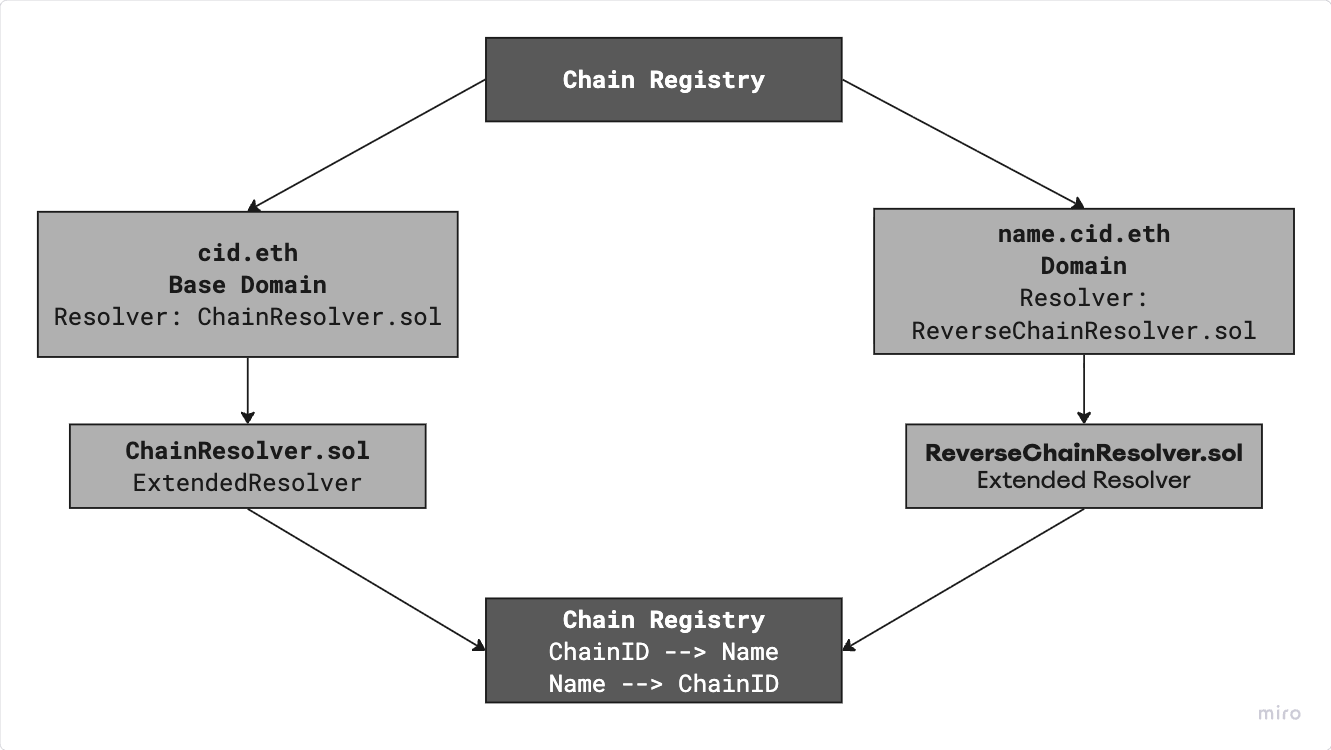 Chain Registry
cid.eth
Base Domain
Resolver: ChainResolver.sol
name.cid.eth
Domain
Resolver:
ReverseChainResolver.sol
ChainResolver.sol
ExtendedResolver
ReverseChainResolver.sol
Extended Resolver
Chain Registry
ChainID --> Name
Name --> ChainID
miro